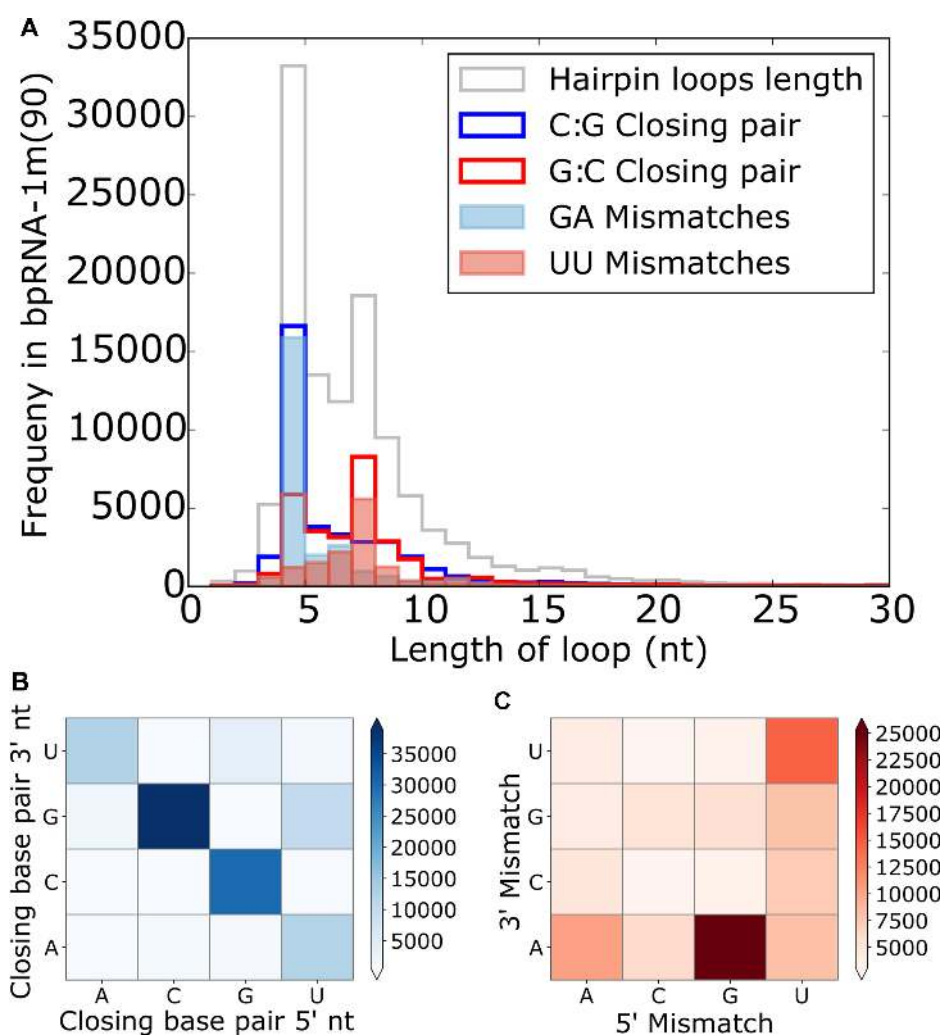 A
Frequeny in bpRNA-1m(90)
35000
30000
25000
20000
15000
10000
5000
0
Hairpin loops length
C:G Closing pair
G:C Closing pair
GA Mismatches
UU Mismatches
0 5 10 15 20 25 30
Length of loop (nt)
B
Closing base pair 3' nt
U
G
C
A
A C G U
Closing base pair 5' nt
35000
30000
25000
20000
15000
10000
5000
C
3' Mismatch
U
G
C
A
A C G U
5' Mismatch
25000
22500
20000
17500
15000
12500
10000
7500
5000